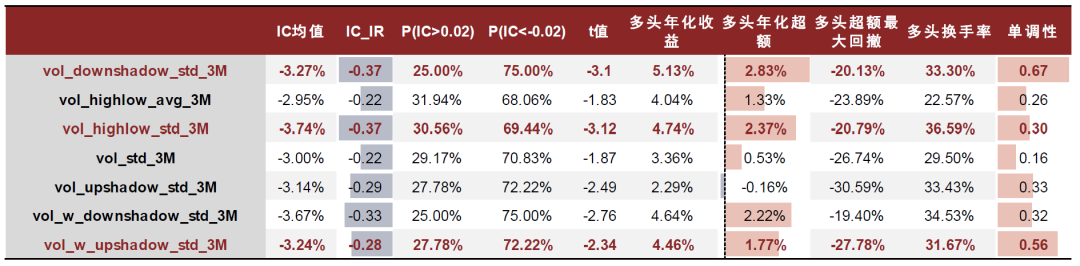 IC均值 IC_IR P(IC>0.02) P(IC<-0.02) t值 多头年化收益 多头年化超额 多头超额最大回撤 多头换手率 单调性
vol_downshadow_std_3M -3.27% -0.37 25.00% 75.00% -3.1 5.13% 2.83% -20.13% 33.30% 0.67
vol_highlow_avg_3M -2.95% -0.22 31.94% 68.06% -1.83 4.04% 1.33% -23.89% 22.57% 0.26
vol_highlow_std_3M -3.74% -0.37 30.56% 69.44% -3.12 4.74% 2.37% -20.79% 36.59% 0.30
vol_std_3M -3.00% -0.22 29.17% 70.83% -1.87 3.36% 0.53% -26.74% 29.50% 0.16
vol_upshadow_std_3M -3.14% -0.29 27.78% 72.22% -2.49 2.29% -0.16% -30.59% 33.43% 0.33
vol_w_downshadow_std_3M -3.67% -0.33 25.00% 75.00% -2.76 4.64% 2.22% -19.40% 34.53% 0.32
vol_w_upshadow_std_3M -3.24% -0.28 27.78% 72.22% -2.34 4.46% 1.77% -27.78% 31.67% 0.56